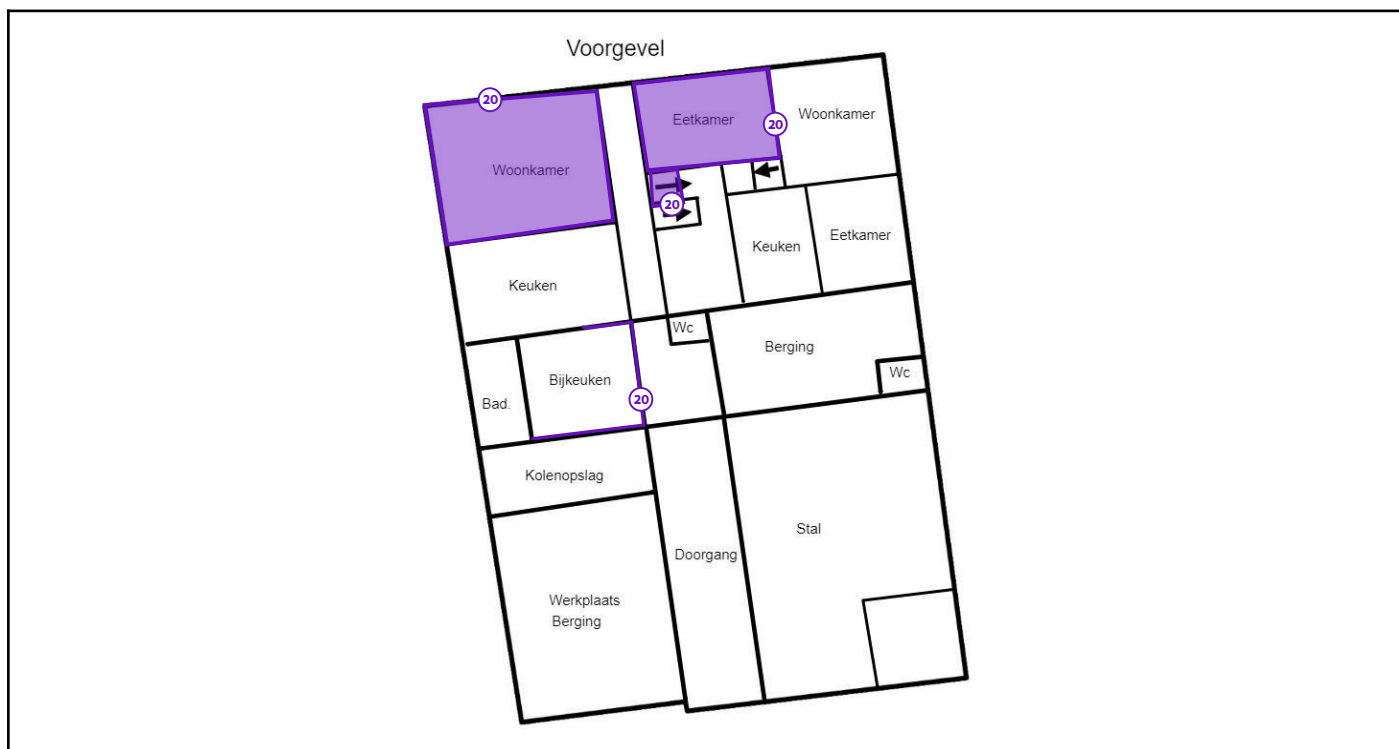 Voorgevel
20
Eetkamer
20
Woonkamer
Woonkamer
20
Keuken
Eetkamer
Keuken
Wc
Berging
Wc
Bijkeuken
20
Bad.
Kolenopslag
Stal
Doorgang
Werkplaats
Berging